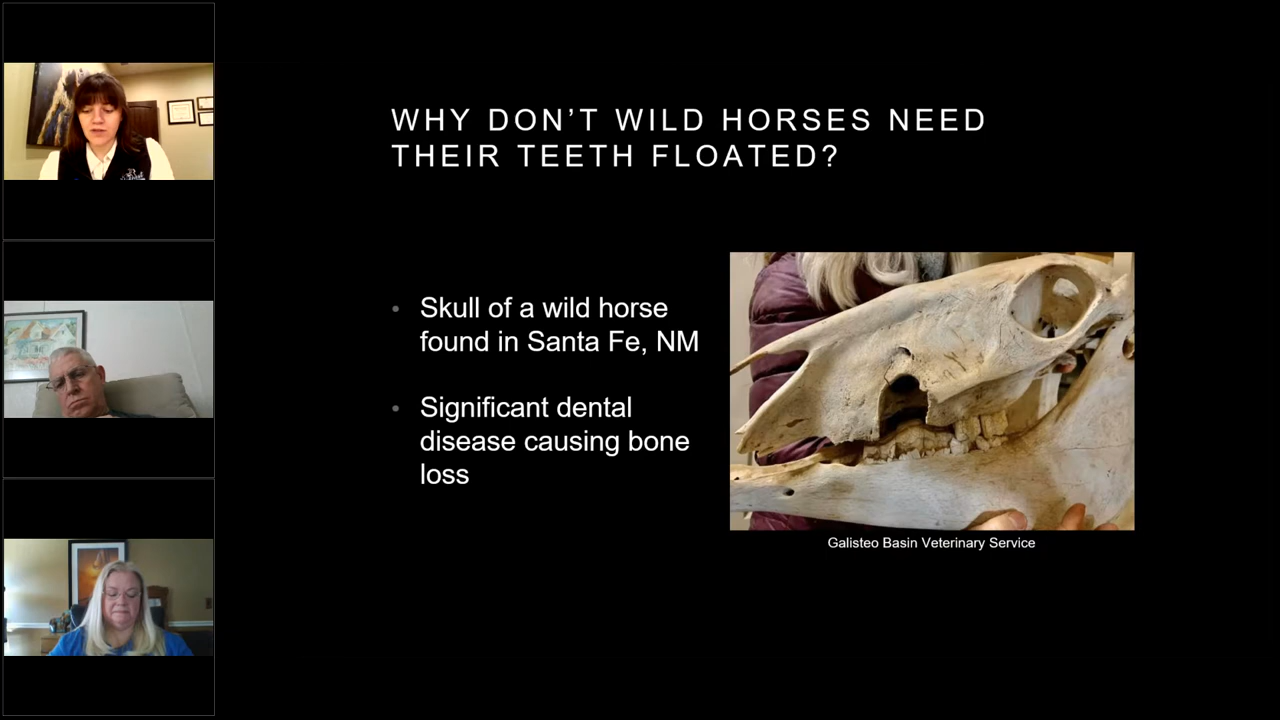 WHY DON'T WILD HORSES NEED
THEIR TEETH FLOATED?
• Skull of a wild horse
found in Santa Fe, NM
• Significant dental
disease causing bone
loss
Galisteo Basin Veterinary Service